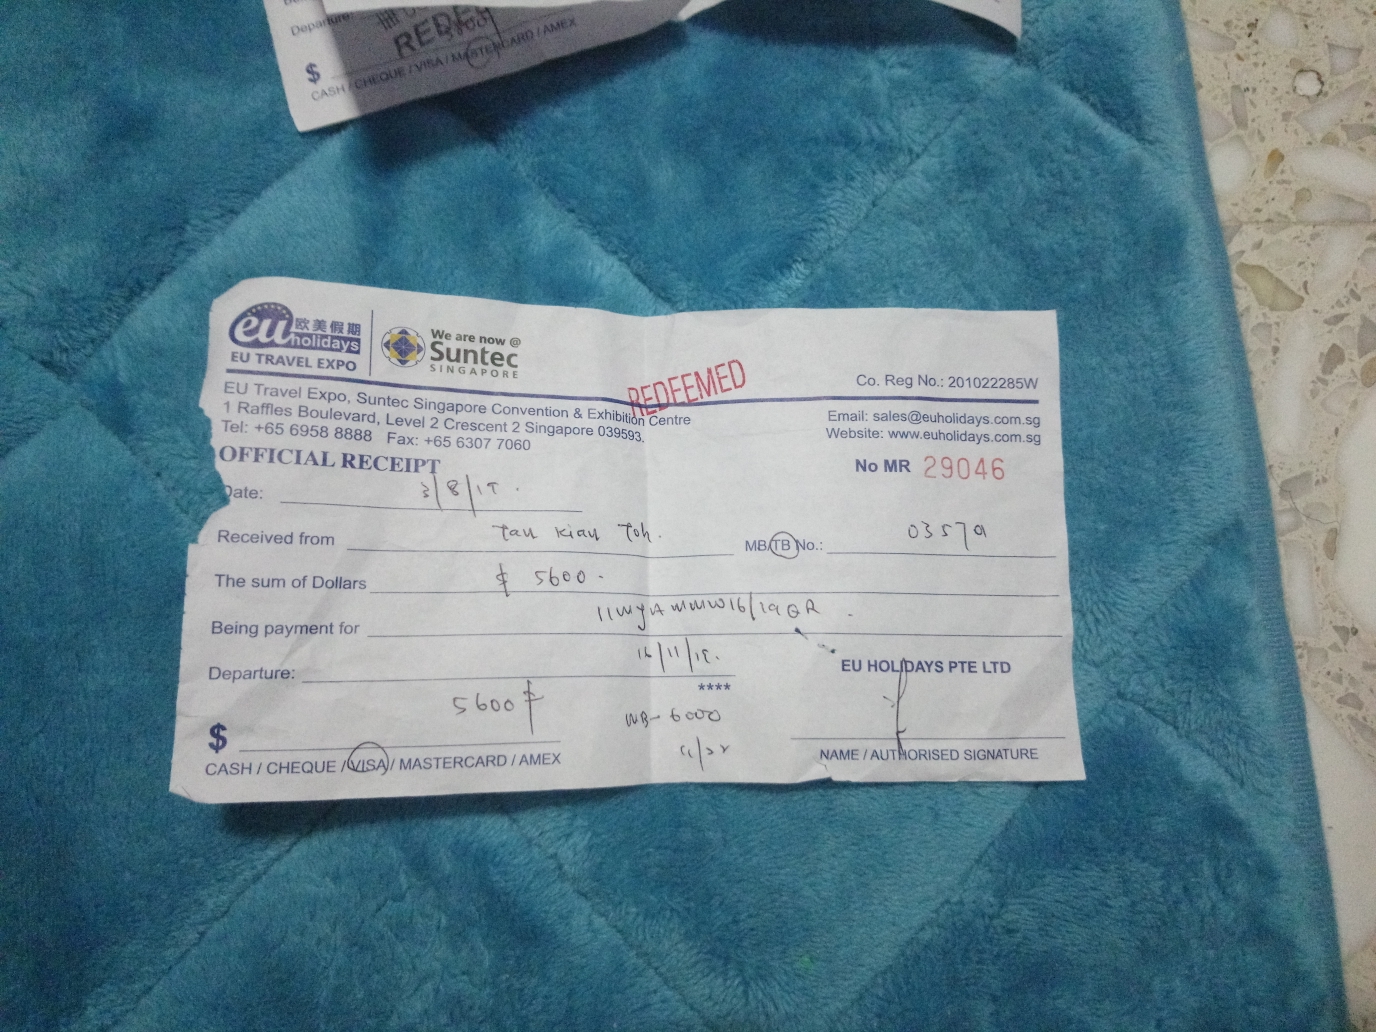 Departure:
REDE
$
CASH / CHEQUE / VISA / MASTERCARD / AMEX
eu 欧美假期
holidays
EU TRAVEL EXPO
We are now @
Suntec
SINGAPORE
REDEEMED
Co. Reg No.: 201022285W
EU Travel Expo, Suntec Singapore Convention & Exhibition Centre
1 Raffles Boulevard, Level 2 Crescent 2 Singapore 039593.
Tel: +65 6958 8888 Fax: +65 6307 7060
Email: sales@euholidays.com.sg
Website: www.euholidays.com.sg
OFFICIAL RECEIPT
No MR 29046
Date: 3/8/19.
Received from Tan Kian Toh. MB/TB No.: 03579
The sum of Dollars $ 5600 -
Being payment for
Departure: 16/11/19.
EU HOLIDAYS PTE LTD
****
$ 5600
WB- 6000
CASH / CHEQUE / VISA / MASTERCARD / AMEX
NAME / AUTHORISED SIGNATURE